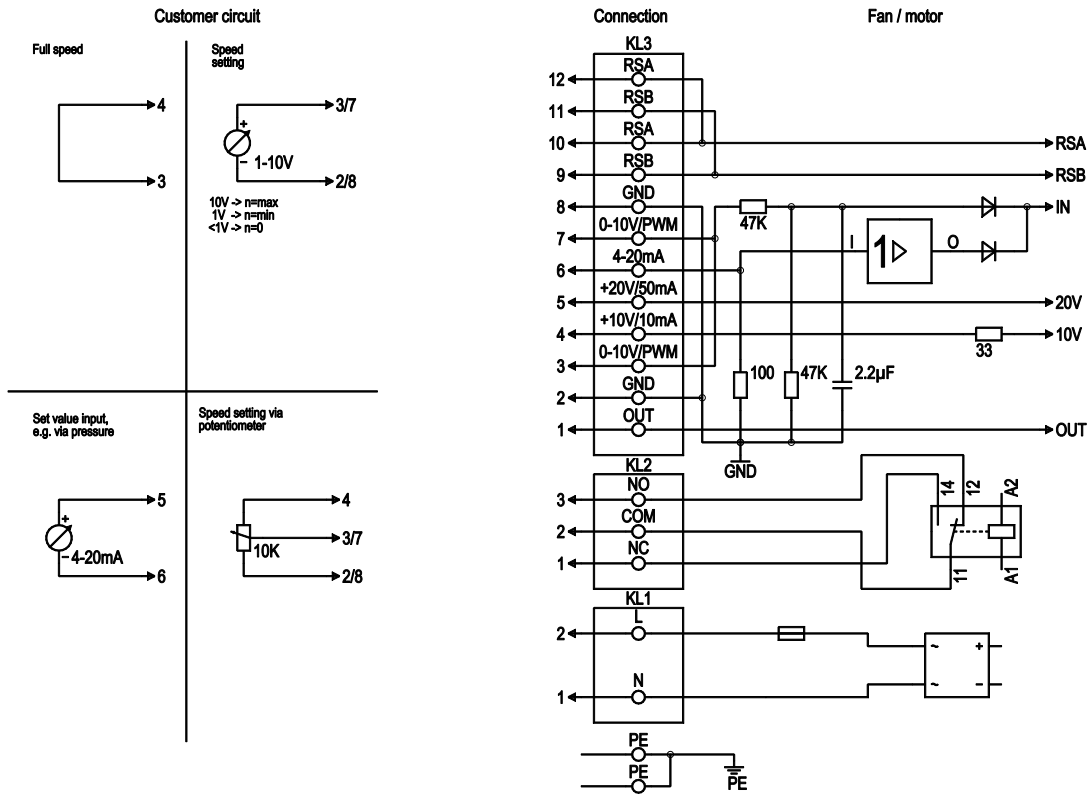 Customer circuit
Connection
Fan / motor
Full speed
4
3
Speed
setting
3/7
+
–
1-10V
2/8
10V -> n=max
1V -> n=min
<1V -> n=0
Set value input,
e.g. via pressure
5
+
–
4-20mA
6
Speed setting via
potentiometer
4
3/7
10K
2/8
KL3
12
RSA
11
RSB
10
RSA
RSA
9
RSB
RSB
8
GND
47K
IN
7
0-10V/PWM
6
4-20mA
I
1
O
5
+20V/50mA
20V
4
+10V/10mA
33
10V
3
0-10V/PWM
100
47K
2.2µF
2
GND
1
OUT
OUT
GND
KL2
3
NO
2
COM
1
NC
14
12
A2
11
A1
KL1
2
L
~
+
1
N
~
–
PE
PE
PE